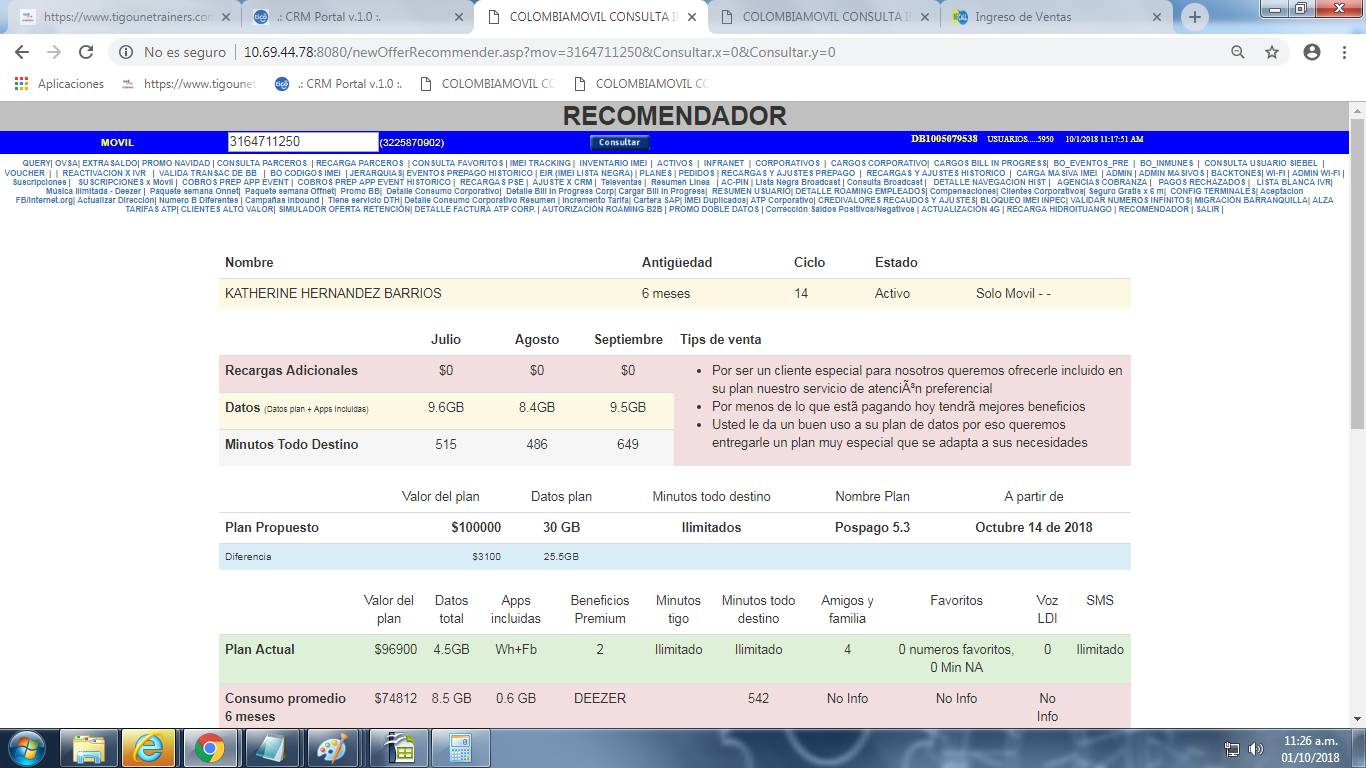 https://www.tigounetrainers.com
.: CRM Portal v.1.0 :.
COLOMBIAMOVIL CONSULTA I
COLOMBIAMOVIL CONSULTA I
Ingreso de Ventas
No es seguro | 10.69.44.78:8080/newOfferRecommender.asp?mov=3164711250&Consultar.x=0&Consultar.y=0
Aplicaciones https://www.tigounet .: CRM Portal v.1.0 :. COLOMBIAMOVIL CO COLOMBIAMOVIL CO
RECOMENDADOR
MOVIL 3164711250 (3225870902) Consultar DB1005079538 USUARIOS.....5950 10/1/2018 11:17:51 AM
QUERY| OVSA| EXTRASALDO| PROMO NAVIDAD | CONSULTA PARCEROS | RECARGA PARCEROS | CONSULTA FAVORITOS | IMEI TRACKING | INVENTARIO IMEI | ACTIVOS | INFRANET | CORPORATIVOS | CARGOS CORPORATIVO| CARGOS BILL IN PROGRESS| BO_EVENTOS_PRE | BO_INMUNES | CONSULTA USUARIO SIEBEL |
VOUCHER | | REACTIVACION X IVR | VALIDA TRANSAC DE BB | BO CODIGOS IMEI | JERARQUIAS| EVENTOS PREPAGO HISTORICO | EIR (IMEI LISTA NEGRA) | PLANES | PEDIDOS | RECARGAS Y AJUSTES PREPAGO | RECARGAS Y AJUSTES HISTORICO | CARGA MASIVA IMEI | ADMIN | ADMIN MASIVOS | BACKTONES| WI-FI | ADMIN WI-FI |
Suscripciones | SUSCRIPCIONES x Movil | COBROS PREP APP EVENT | COBROS PREP APP EVENT HISTORICO | RECARGAS PSE | AJUSTE X CRM | Televentas | Resumen Linea | AC-PIN | Lista Negra Broadcast | Consulta Broadcast | DETALLE NAVEGACION HIST | AGENCIAS COBRANZA | PAGOS RECHAZADOS | LISTA BLANCA IVR|
Musica Ilimitada - Deezer | Paquete semana Onnet| Paquete semana Offnet| Promo BB| Detalle Consumo Corporativo| Detalle Bill In Progress Corp| Cargar Bill In Progress| RESUMEN USUARIO| DETALLE ROAMING EMPLEADOS| Compensaciones| Clientes Corporativos| Seguro Gratis x 6 m| CONFIG TERMINALES| Aceptacion
FB/Internet.org| Actualizar Dirección| Numero B Diferentes | Campañas Inbound | Tiene servicio DTH| Detalle Consumo Corporativo Resumen | Incremento Tarifa| Cartera SAP| IMEI Duplicados| ATP Corporativo| CREDIVALORES RECAUDOS Y AJUSTES| BLOQUEO IMEI INPEC| VALIDAR NUMEROS INFINITOS| MIGRACIÓN BARRANQUILLA| ALZA
TARIFAS ATP| CLIENTES ALTO VALOR| SIMULADOR OFERTA RETENCIÓN| DETALLE FACTURA ATP CORP. | AUTORIZACIÓN ROAMING B2B | PROMO DOBLE DATOS | Corrección Saldos Positivos/Negativos | ACTUALIZACIÓN 4G | RECARGA HIDROITUANGO | RECOMENDADOR | SALIR |
Nombre Antigüedad Ciclo Estado
KATHERINE HERNANDEZ BARRIOS 6 meses 14 Activo Solo Movil - -
Julio Agosto Septiembre Tips de venta
Recargas Adicionales $0 $0 $0
Datos (Datos plan + Apps incluidas) 9.6GB 8.4GB 9.5GB
Minutos Todo Destino 515 486 649
• Por ser un cliente especial para nosotros queremos ofrecerle incluido en
su plan nuestro servicio de atenciÃ³n preferencial
• Por menos de lo que estã pagando hoy tendrã mejores beneficios
• Usted le da un buen uso a su plan de datos por eso queremos
entregarle un plan muy especial que se adapta a sus necesidades
Valor del plan Datos plan Minutos todo destino Nombre Plan A partir de
Plan Propuesto $100000 30 GB Ilimitados Pospago 5.3 Octubre 14 de 2018
Diferencia $3100 25.5GB
Valor del plan Datos total Apps incluidas Beneficios Premium Minutos tigo Minutos todo destino Amigos y familia Favoritos Voz LDI SMS
Plan Actual $96900 4.5GB Wh+Fb 2 Ilimitado Ilimitado 4 0 numeros favoritos, 0 Min NA 0 Ilimitado
Consumo promedio 6 meses $74812 8.5 GB 0.6 GB DEEZER 542 No Info No Info No Info
11:26 a.m.
01/10/2018